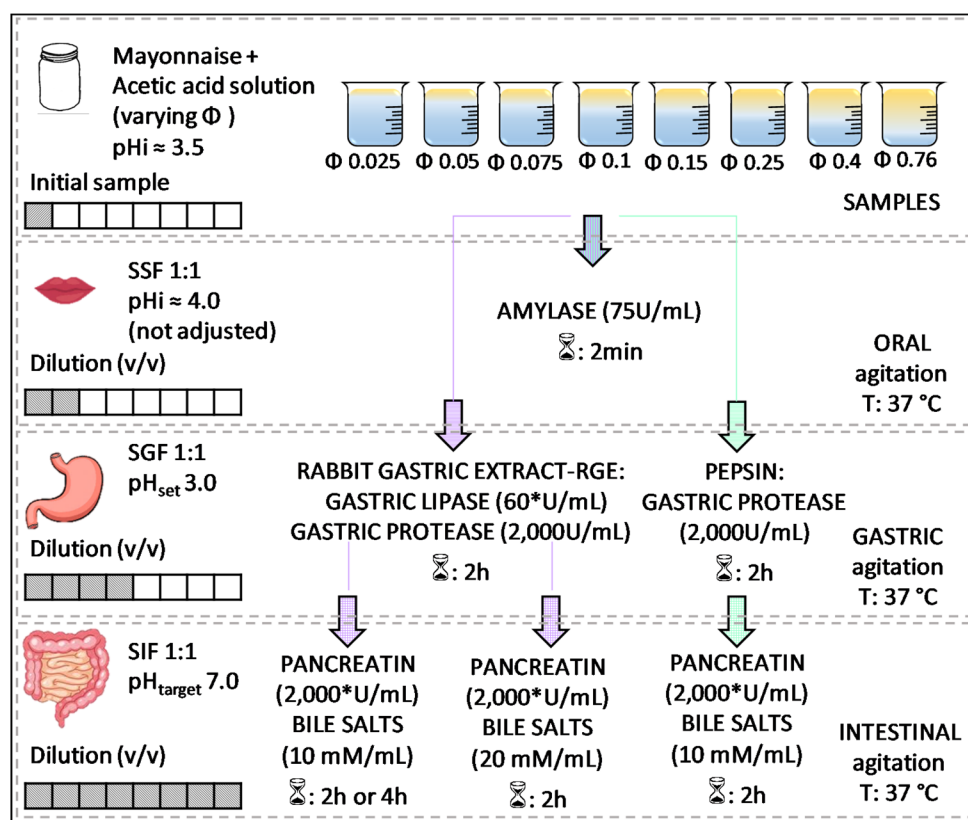 Mayonnaise +
Acetic acid solution
(varying Φ )
pHi ≈ 3.5
Φ 0.025 Φ 0.05 Φ 0.075 Φ 0.1 Φ 0.15 Φ 0.25 Φ 0.4 Φ 0.76
Initial sample
SAMPLES
SSF 1:1
pHi ≈ 4.0
(not adjusted)
Dilution (v/v)
AMYLASE (75U/mL)
: 2min
ORAL
agitation
T: 37 °C
SGF 1:1
pHset 3.0
Dilution (v/v)
RABBIT GASTRIC EXTRACT-RGE:
GASTRIC LIPASE (60*U/mL)
GASTRIC PROTEASE (2,000U/mL)
: 2h
PEPSIN:
GASTRIC PROTEASE
(2,000U/mL)
: 2h
GASTRIC
agitation
T: 37 °C
SIF 1:1
pHtarget 7.0
Dilution (v/v)
PANCREATIN
(2,000*U/mL)
BILE SALTS
(10 mM/mL)
: 2h or 4h
PANCREATIN
(2,000*U/mL)
BILE SALTS
(20 mM/mL)
: 2h
PANCREATIN
(2,000*U/mL)
BILE SALTS
(10 mM/mL)
: 2h
INTESTINAL
agitation
T: 37 °C